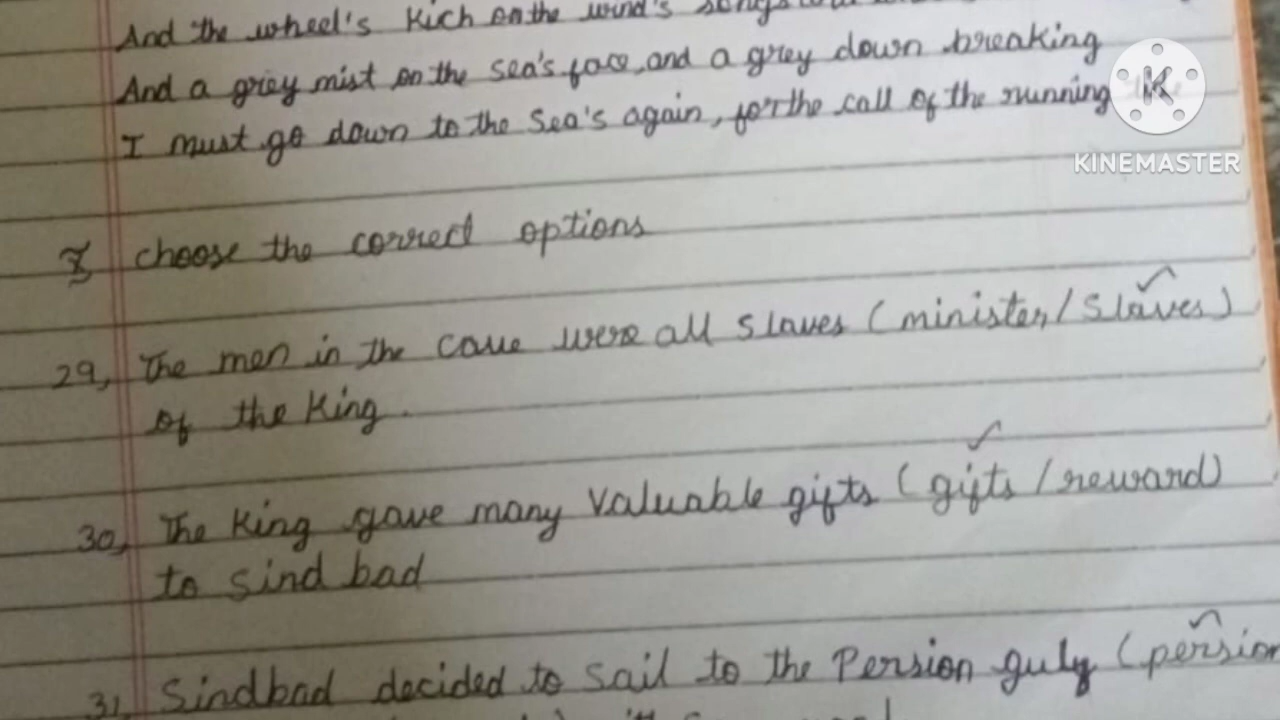 And the wheel's kich on the wind's song
And a grey mist on the sea's face, and a grey down breaking
I must go down to the Sea's again, for the call of the running
K
KINEMASTER
choose the correct options
29, The men in the cave were all slaves (minister/slaves)
of the King.
30, The King gave many valuable gifts (gifts/reward)
to Sind bad
31, Sindbad decided to sail to the Persion gulf (persion